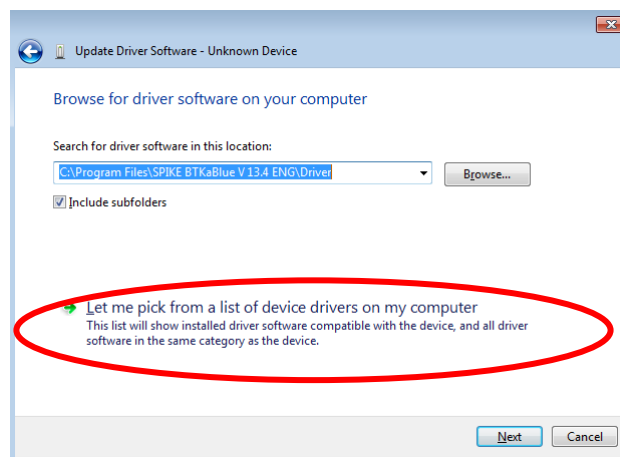 Update Driver Software - Unknown Device
Browse for driver software on your computer
Search for driver software in this location:
C:\Program Files\SPIKE BTKaBlue V 13.4 ENG\Driver
Browse...
Include subfolders
Let me pick from a list of device drivers on my computer
This list will show installed driver software compatible with the device, and all driver
software in the same category as the device.
Next
Cancel